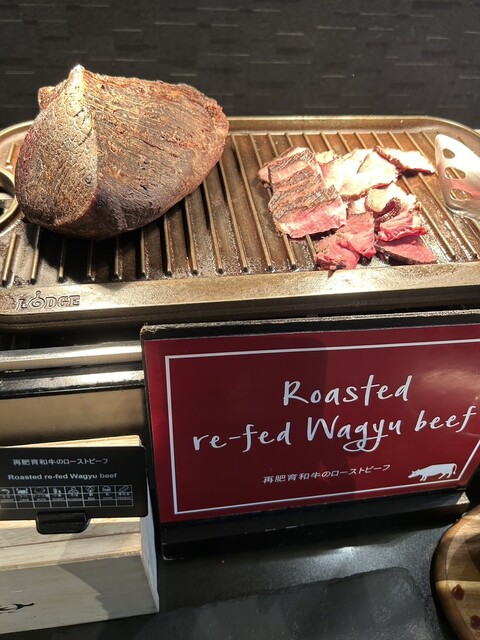 LODGE
Roasted
re-fed Wagyu beef
再肥育和牛のローストビーフ
再肥育和牛のローストビーフ
Roasted re-fed Wagyu beef